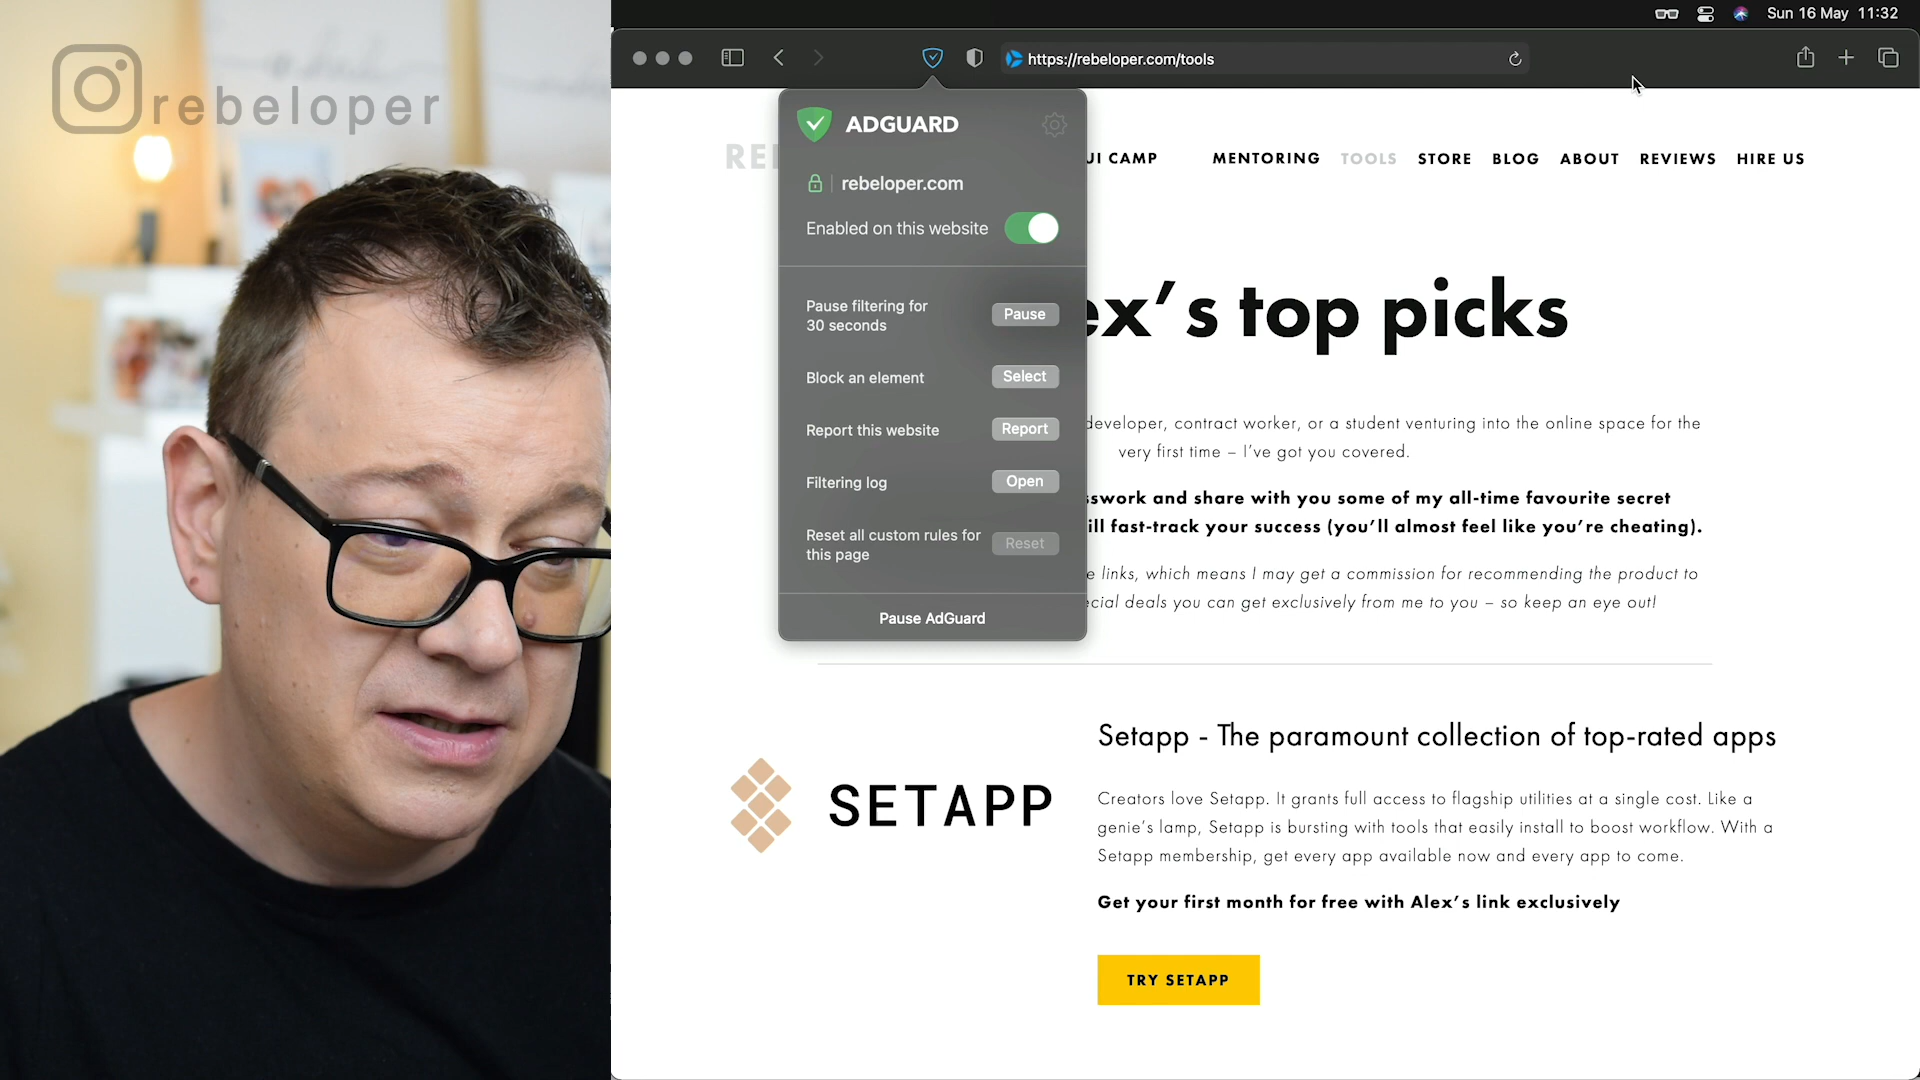 rebeloper
Sun 16 May 11:32
https://rebeloper.com/tools
ADGUARD
rebeloper.com
Enabled on this website
Pause filtering for
30 seconds
Pause
Block an element
Select
Report this website
Report
Filtering log
Open
Reset all custom rules for
this page
Reset
Pause AdGuard
UI CAMP
MENTORING
TOOLS
STORE
BLOG
ABOUT
REVIEWS
HIRE US
ex's top picks
developer, contract worker, or a student venturing into the online space for the
very first time – I've got you covered.
sswork and share with you some of my all-time favourite secret
ill fast-track your success (you'll almost feel like you're cheating).
e links, which means I may get a commission for recommending the product to
ecial deals you can get exclusively from me to you – so keep an eye out!
SETAPP
Setapp - The paramount collection of top-rated apps
Creators love Setapp. It grants full access to flagship utilities at a single cost. Like a
genie's lamp, Setapp is bursting with tools that easily install to boost workflow. With a
Setapp membership, get every app available now and every app to come.
Get your first month for free with Alex's link exclusively
TRY SETAPP